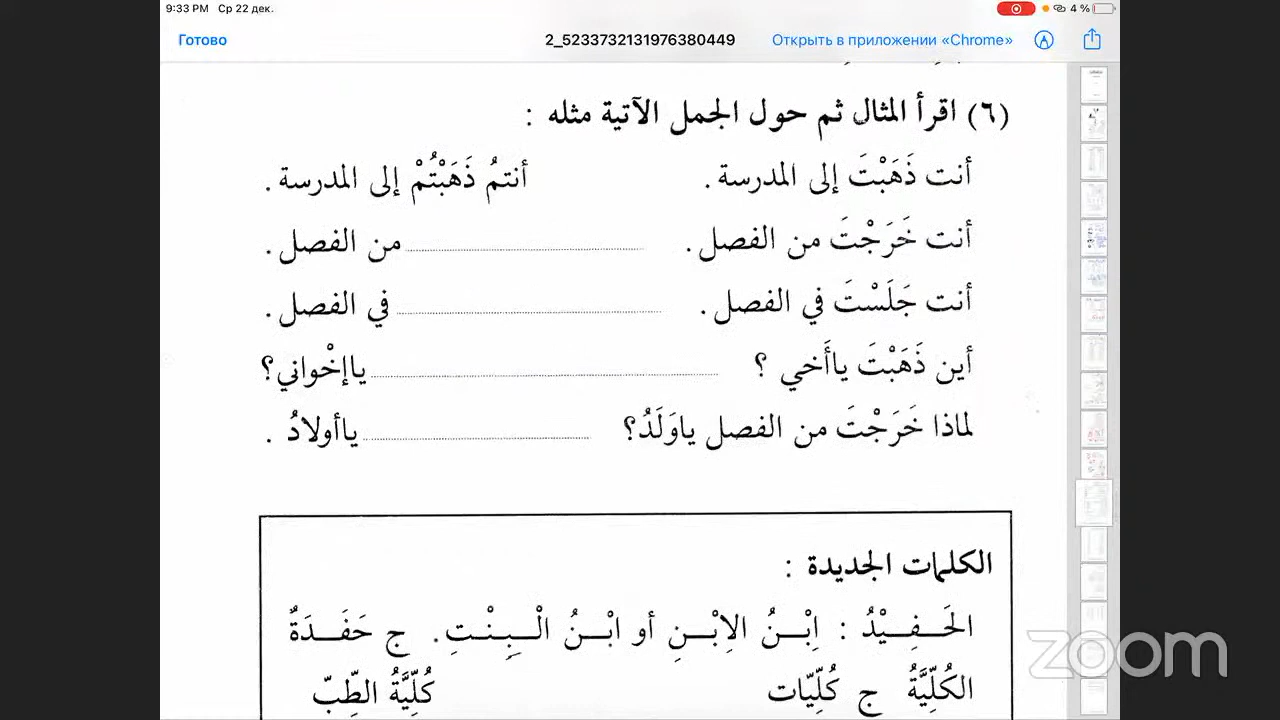 9:33 PM Ср 22 дек. 4 %
Готово 2_5233732131976380449 Открыть в приложении «Chrome»
(٦) اقرأ المثال ثم حول الجمل الآتية مثله :
أنت ذَهَبْتَ إلى المدرسة . أنتمُ ذَهَبْتُمْ إلى المدرسة .
أنت خَرَجْتَ من الفصل . ............ من الفصل .
أنت جَلَسْتَ في الفصل . ............ في الفصل .
أين ذَهَبْتَ ياأَخي ؟ ............ ياإخْواني؟
لماذا خَرَجْتَ من الفصل ياوَلَدُ؟ ............ ياأولادُ .
الكلمات الجديدة :
الحَـفِـيْدُ : اِبْـنُ الاِبْـنِ أو ابْـنُ الْـبِـنْـتِ. ج حَفَـدَةٌ
الكُلِّيَّةُ ج كُلِّيّات كُلِّيَّةُ الطِّبّ
zoom